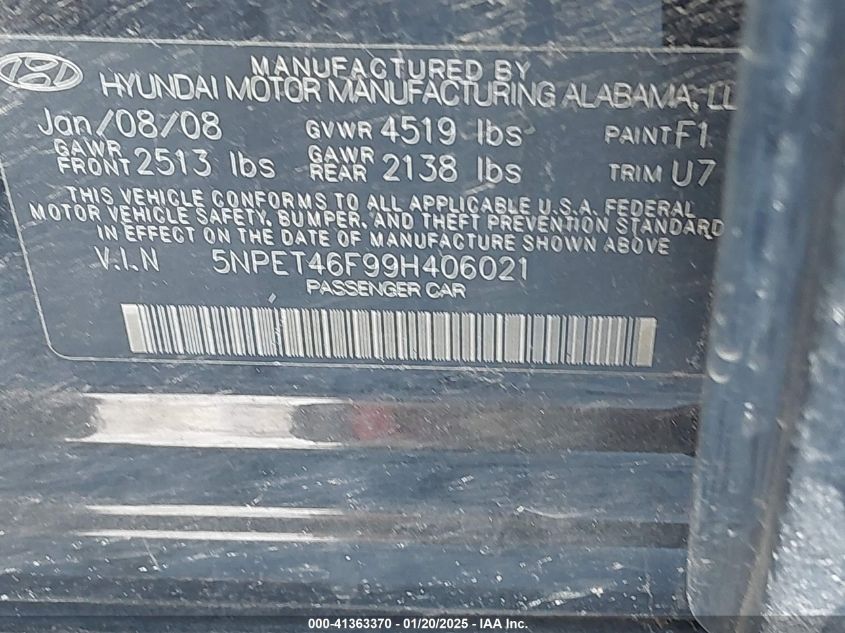 MANUFACTURED BY
HYUNDAI MOTOR MANUFACTURING ALABAMA, LL
Jan/08/08 GVWR 4519 lbs PAINT F1
GAWR FRONT 2513 lbs GAWR REAR 2138 lbs TRIM U7
THIS VEHICLE CONFORMS TO ALL APPLICABLE U.S.A. FEDERAL
MOTOR VEHICLE SAFETY, BUMPER, AND THEFT PREVENTION STANDARD
IN EFFECT ON THE DATE OF MANUFACTURE SHOWN ABOVE
V.I.N 5NPET46F99H406021
PASSENGER CAR
000-41363370 — 01/20/2025 — IAA Inc.